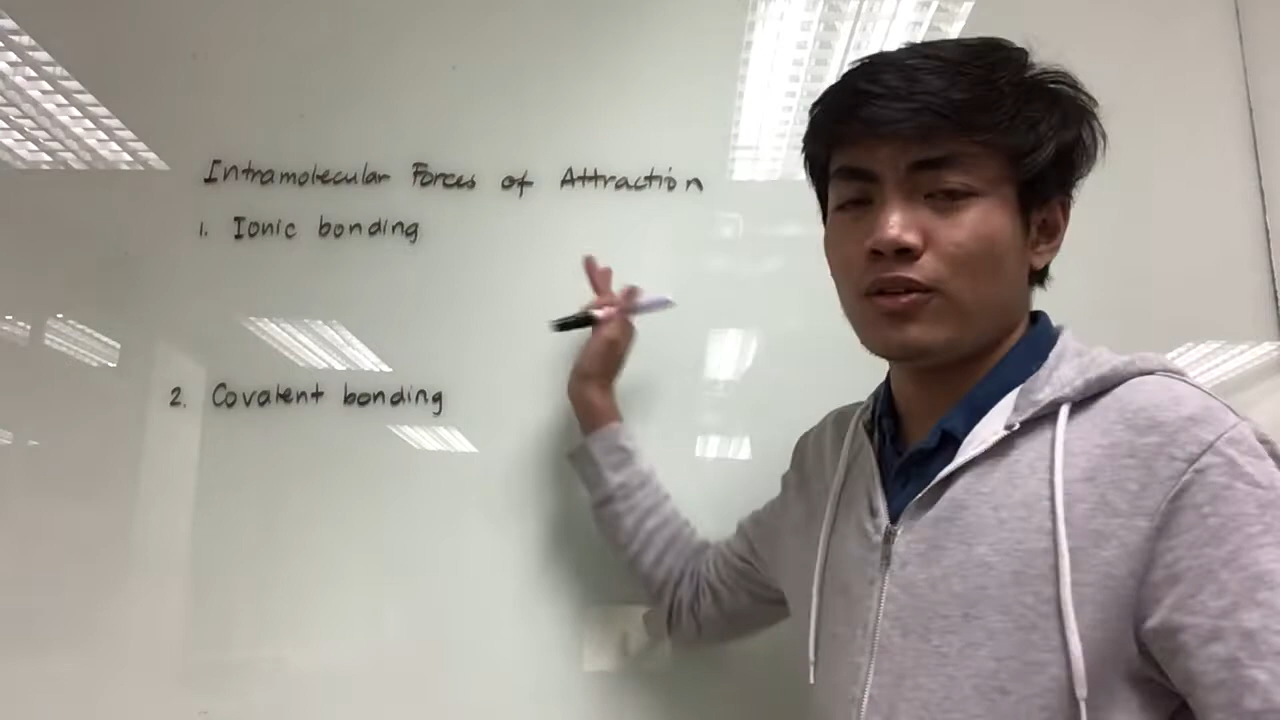 Intramolecular Forces of Attraction
1. Ionic bonding
2. Covalent bonding